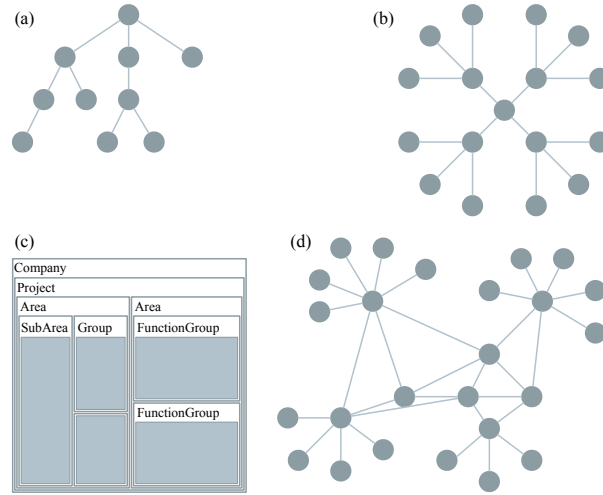 (a)
(b)
(c)
Company
Project
Area Area
SubArea Group FunctionGroup
FunctionGroup
(d)